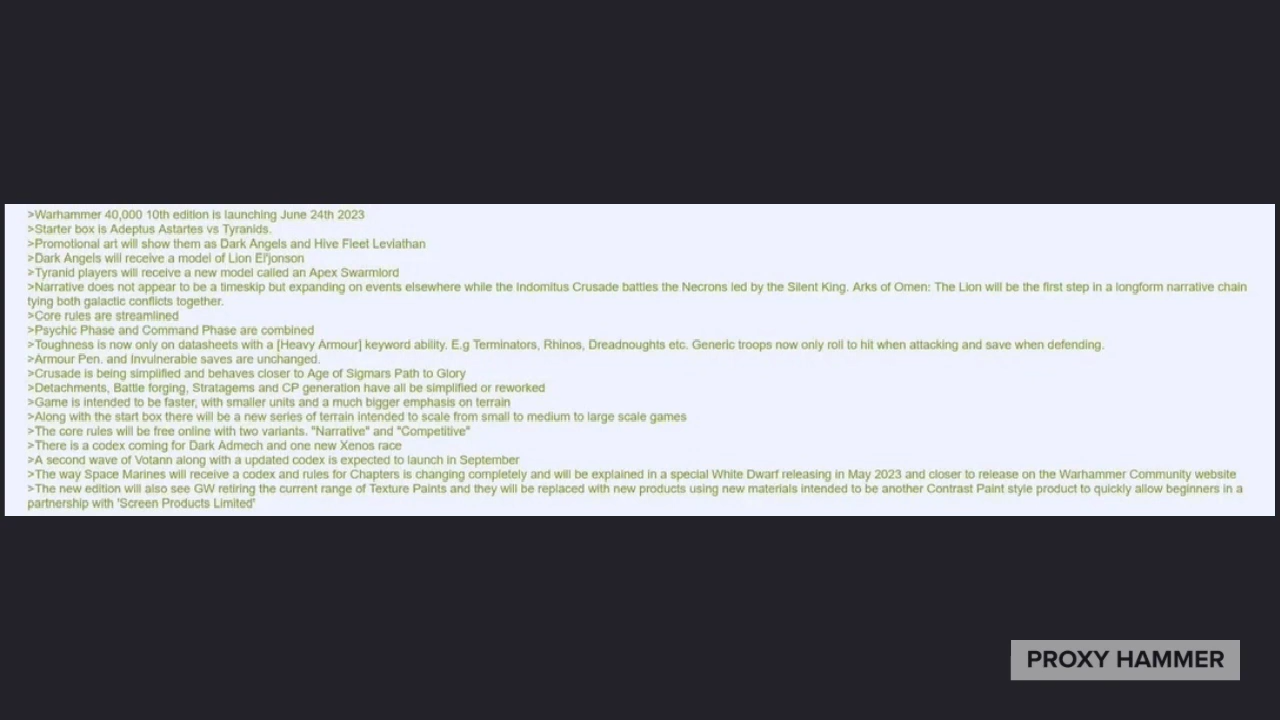 >Warhammer 40,000 10th edition is launching June 24th 2023
>Starter box is Adeptus Astartes vs Tyranids.
>Promotional art will show them as Dark Angels and Hive Fleet Leviathan
>Dark Angels will receive a model of Lion El'jonson
>Tyranid players will receive a new model called an Apex Swarmlord
>Narrative does not appear to be a timeskip but expanding on events elsewhere while the Indomitus Crusade battles the Necrons led by the Silent King. Arks of Omen: The Lion will be the first step in a longform narrative chain
tying both galactic conflicts together.
>Core rules are streamlined
>Psychic Phase and Command Phase are combined
>Toughness is now only on datasheets with a [Heavy Armour] keyword ability. E.g Terminators, Rhinos, Dreadnoughts etc. Generic troops now only roll to hit when attacking and save when defending.
>Armour Pen. and Invulnerable saves are unchanged.
>Crusade is being simplified and behaves closer to Age of Sigmars Path to Glory
>Detachments, Battle forging, Stratagems and CP generation have all be simplified or reworked
>Game is intended to be faster, with smaller units and a much bigger emphasis on terrain
>Along with the start box there will be a new series of terrain intended to scale from small to medium to large scale games
>The core rules will be free online with two variants. "Narrative" and "Competitive"
>There is a codex coming for Dark Admech and one new Xenos race
>A second wave of Votann along with a updated codex is expected to launch in September
>The way Space Marines will receive a codex and rules for Chapters is changing completely and will be explained in a special White Dwarf releasing in May 2023 and closer to release on the Warhammer Community website
>The new edition will also see GW retiring the current range of Texture Paints and they will be replaced with new products using new materials intended to be another Contrast Paint style product to quickly allow beginners in a
partnership with 'Screen Products Limited'
PROXY HAMMER